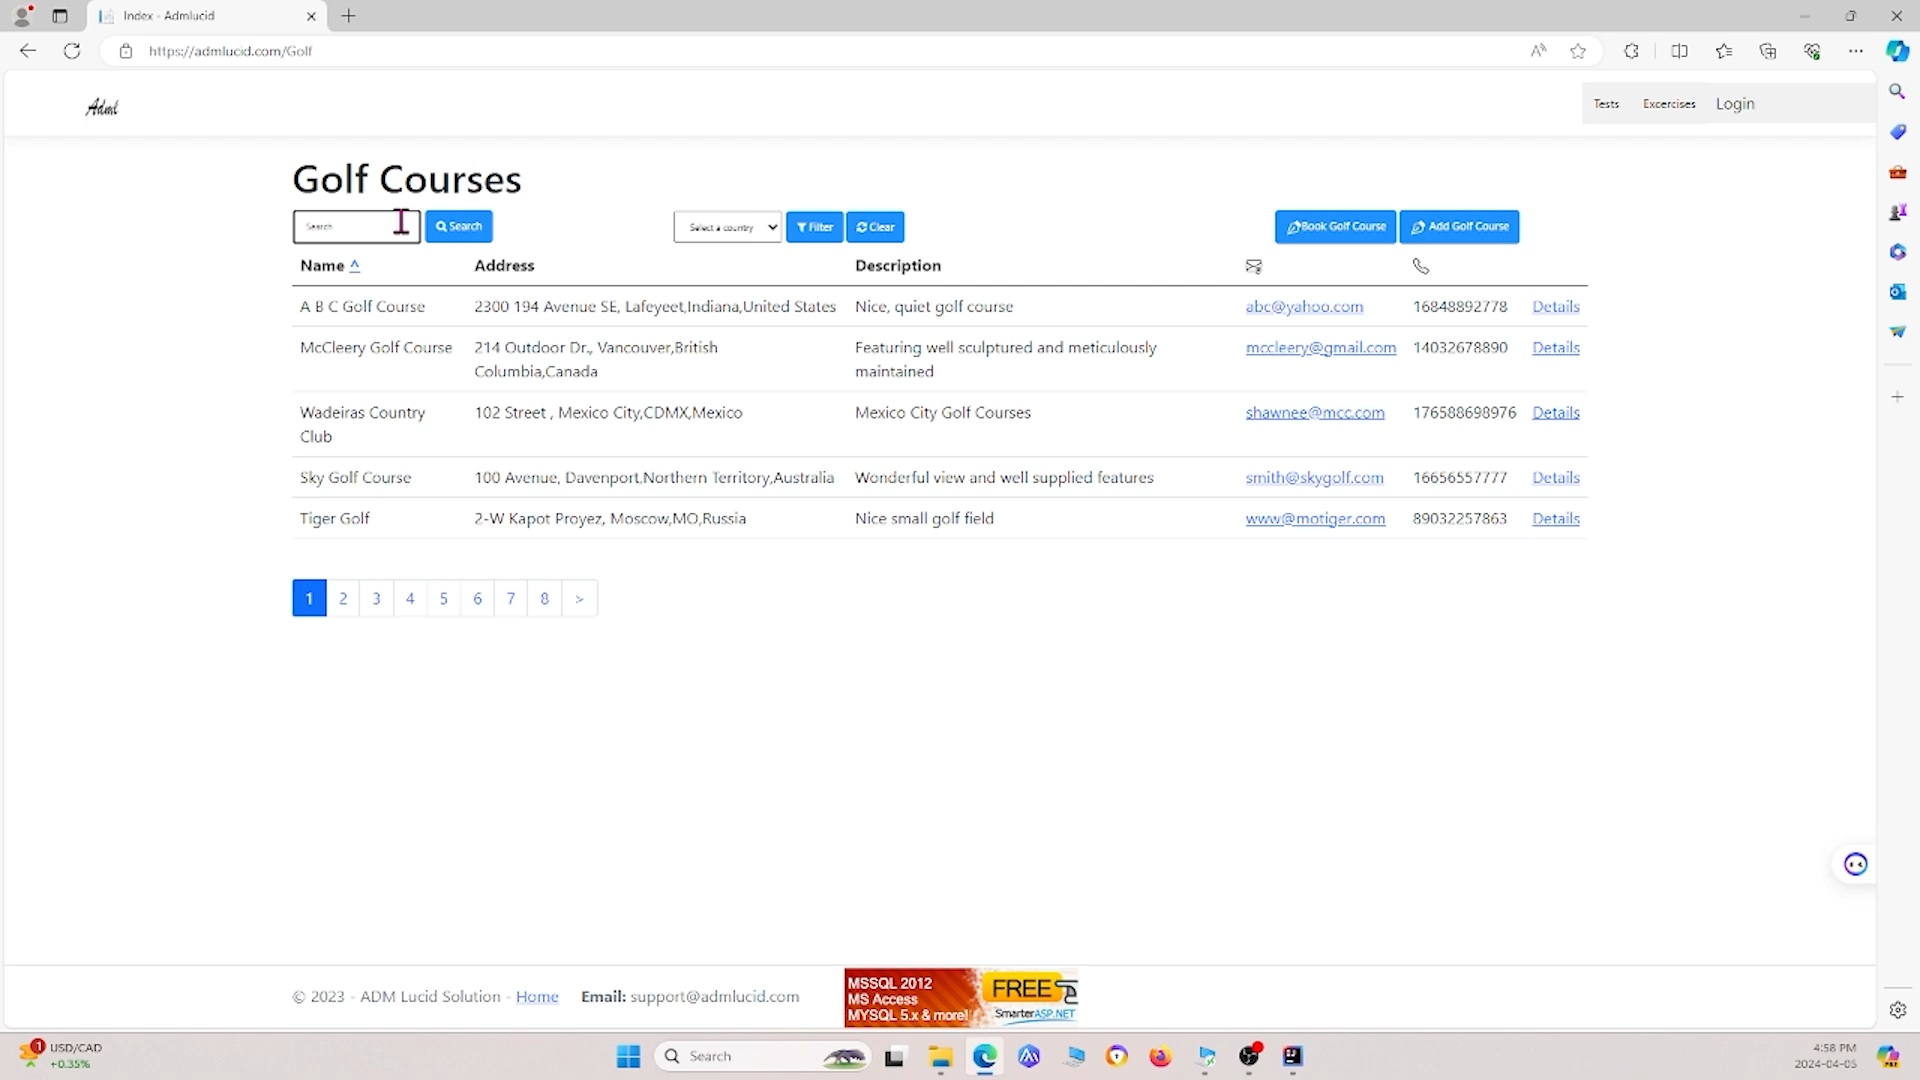 Index - Admlucid
https://admlucid.com/Golf
Adml
Tests Excercises Login
Golf Courses
Search Search Select a country Filter Clear Book Golf Course Add Golf Course
Name ^ Address Description
A B C Golf Course 2300 194 Avenue SE, Lafeyeet,Indiana,United States Nice, quiet golf course abc@yahoo.com 16848892778 Details
McCleery Golf Course 214 Outdoor Dr., Vancouver,British Featuring well sculptured and meticulously mccleery@gmail.com 14032678890 Details
Columbia,Canada maintained
Wadeiras Country 102 Street , Mexico City,CDMX,Mexico Mexico City Golf Courses shawnee@mcc.com 176588698976 Details
Club
Sky Golf Course 100 Avenue, Davenport,Northern Territory,Australia Wonderful view and well supplied features smith@skygolf.com 16656557777 Details
Tiger Golf 2-W Kapot Proyez, Moscow,MO,Russia Nice small golf field www@motiger.com 89032257863 Details
1 2 3 4 5 6 7 8 >
© 2023 - ADM Lucid Solution - Home Email: support@admlucid.com
MSSQL 2012
MS Access
MYSQL 5.x & more!
FREE
SmarterASP.NET
1 USD/CAD
+0.35%
Search
4:58 PM
2024-04-05